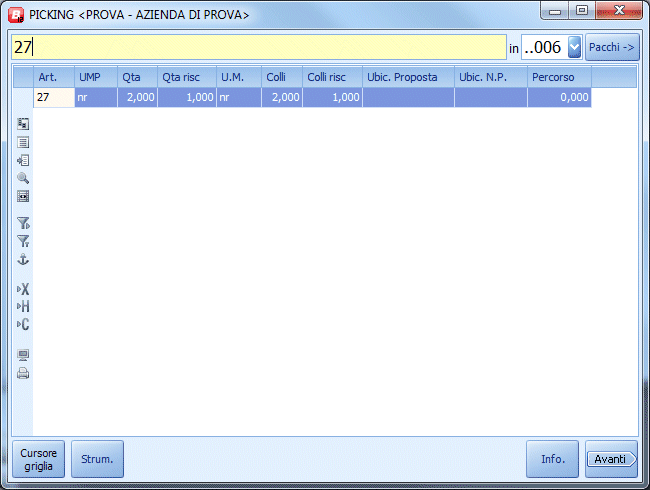 PICKING <PROVA - AZIENDA DI PROVA>
27 in ..006 Pacchi ->
Art. UMP Qta Qta risc U.M. Colli Colli risc Ubic. Proposta Ubic. N.P. Percorso
27 nr 2,000 1,000 nr 2,000 1,000 0,000
X
H
C
Cursore
griglia
Strum. Info. Avanti